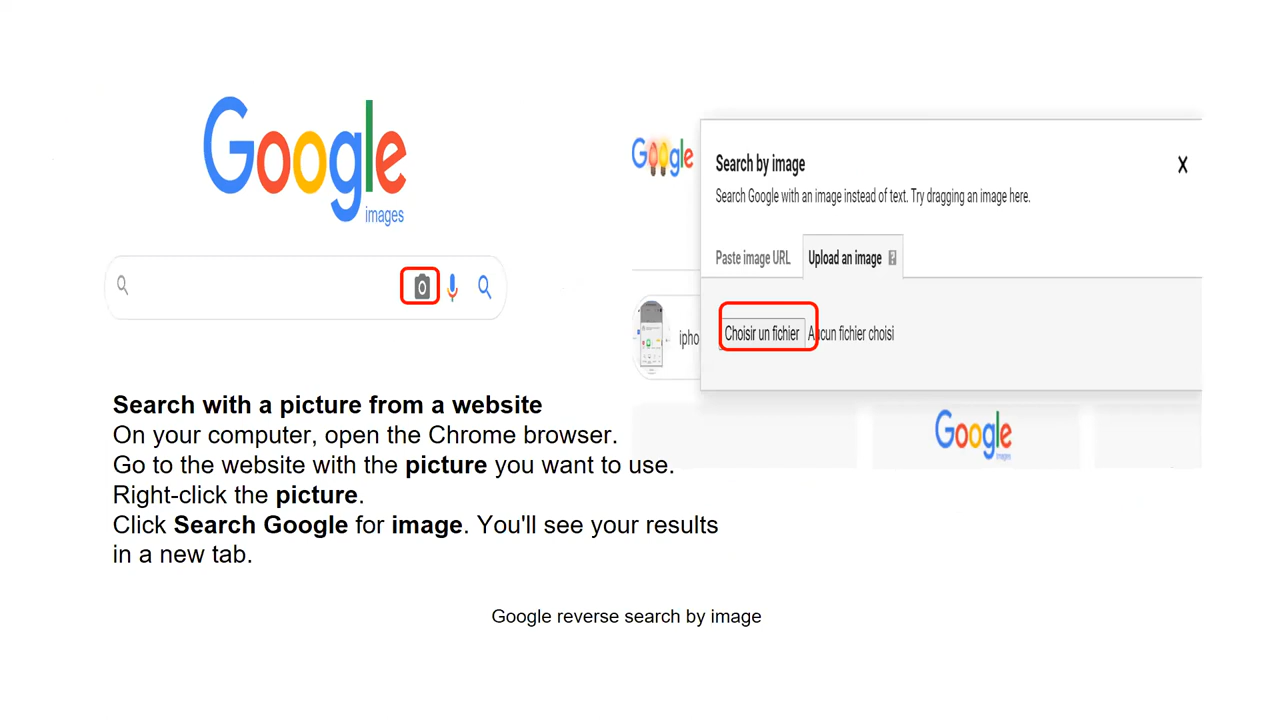 Google
images
Search with a picture from a website
On your computer, open the Chrome browser.
Go to the website with the picture you want to use.
Right-click the picture.
Click Search Google for image. You'll see your results
in a new tab.
Google
Search by image
X
Search Google with an image instead of text. Try dragging an image here.
Paste image URL
Upload an image ?
Choisir un fichier Aucun fichier choisi
ipho
Google
images
Google reverse search by image